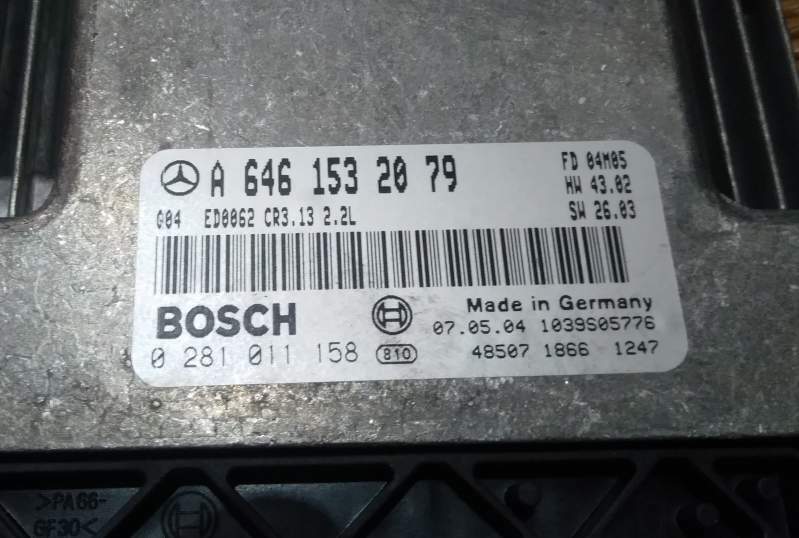 A 646 153 20 79
FD 04M05
HW 43.02
SW 26.03
G04 ED0062 CR3.13 2.2L
BOSCH
Made in Germany
07.05.04 1039S05776
0 281 011 158 810
48507 1866 1247
>PA66-
GF30<